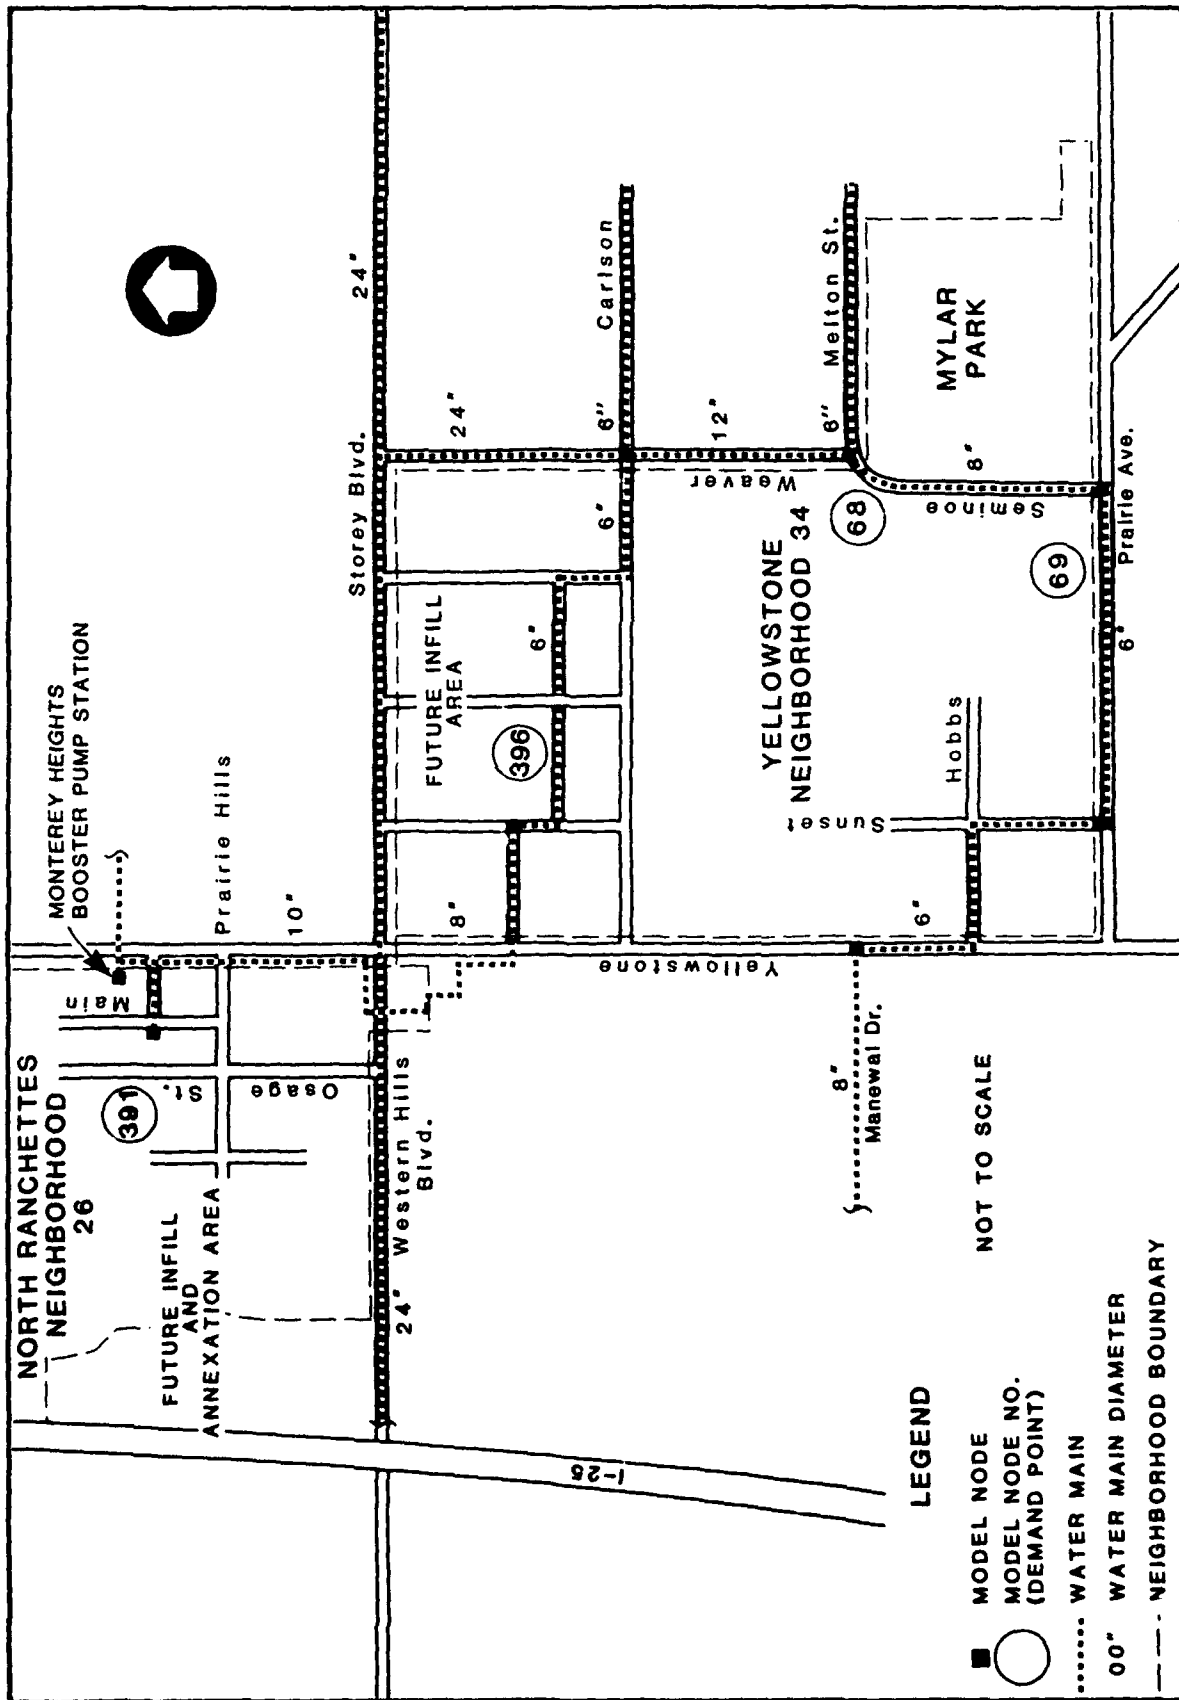 NORTH RANCHETTES
NEIGHBORHOOD
26
MONTEREY HEIGHTS
BOOSTER PUMP STATION
Main
391
St.
Osage
Prairie Hills
10"
FUTURE INFILL
AND
ANNEXATION AREA
24"
Western Hills
Blvd.
Storey Blvd.
24"
I-25
8"
FUTURE INFILL
AREA
396
6"
6"
6"
Carlson
24"
12"
Weaver
Yellowstone
YELLOWSTONE
NEIGHBORHOOD 34
68
6"
Melton St.
MYLAR
PARK
8"
Seminoe
69
Hobbs
Sunset
6"
6"
Prairie Ave.
8"
Manewal Dr.
NOT TO SCALE
LEGEND
MODEL NODE
MODEL NODE NO.
(DEMAND POINT)
WATER MAIN
00" WATER MAIN DIAMETER
NEIGHBORHOOD BOUNDARY